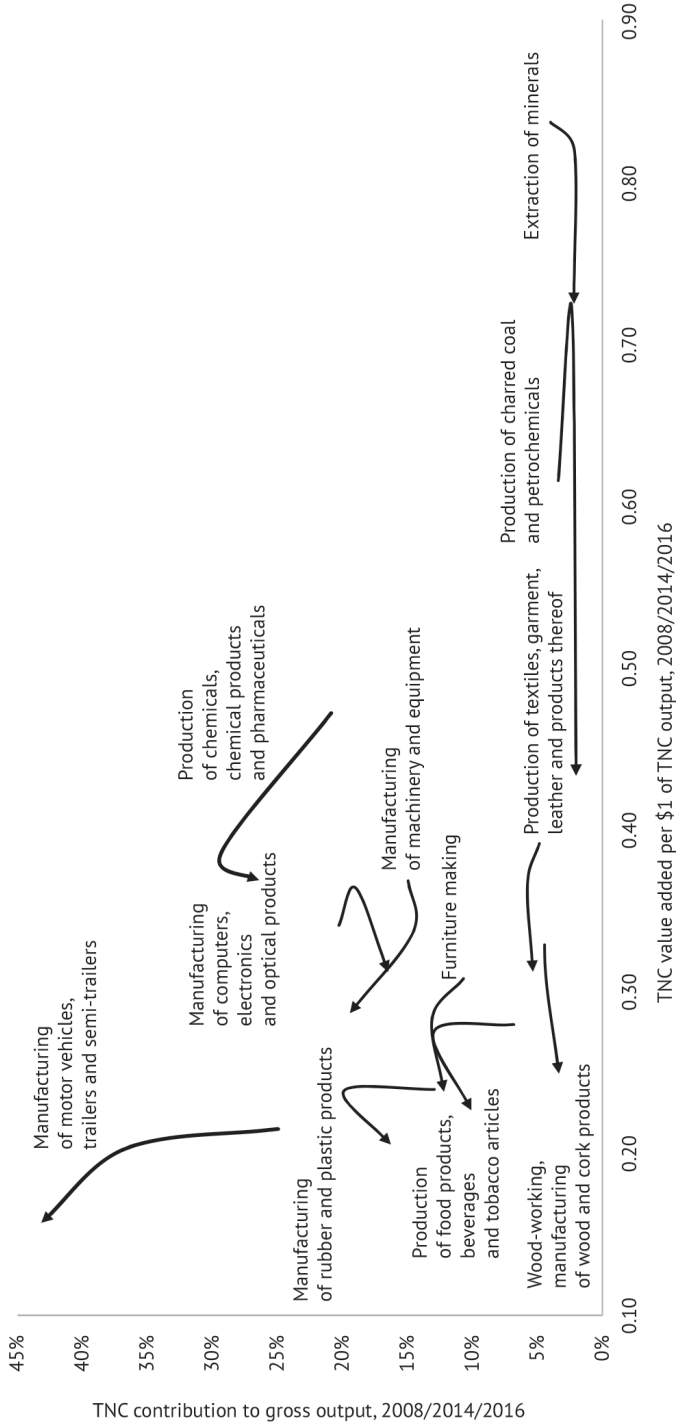 TNC contribution to gross output, 2008/2014/2016
45%
40%
35%
30%
25%
20%
15%
10%
5%
0%
Manufacturing
of motor vehicles,
trailers and semi-trailers
Production
of chemicals,
chemical products
and pharmaceuticals
Manufacturing
of computers,
electronics
and optical products
Manufacturing
of rubber and plastic products
Manufacturing
of machinery and equipment
Furniture making
Production
of food products,
beverages
and tobacco articles
Wood-working,
manufacturing
of wood and cork products
Production of textiles, garment,
leather and products thereof
Production of charred coal
and petrochemicals
Extraction of minerals
0.10
0.20
0.30
0.40
0.50
0.60
0.70
0.80
0.90
TNC value added per $1 of TNC output, 2008/2014/2016